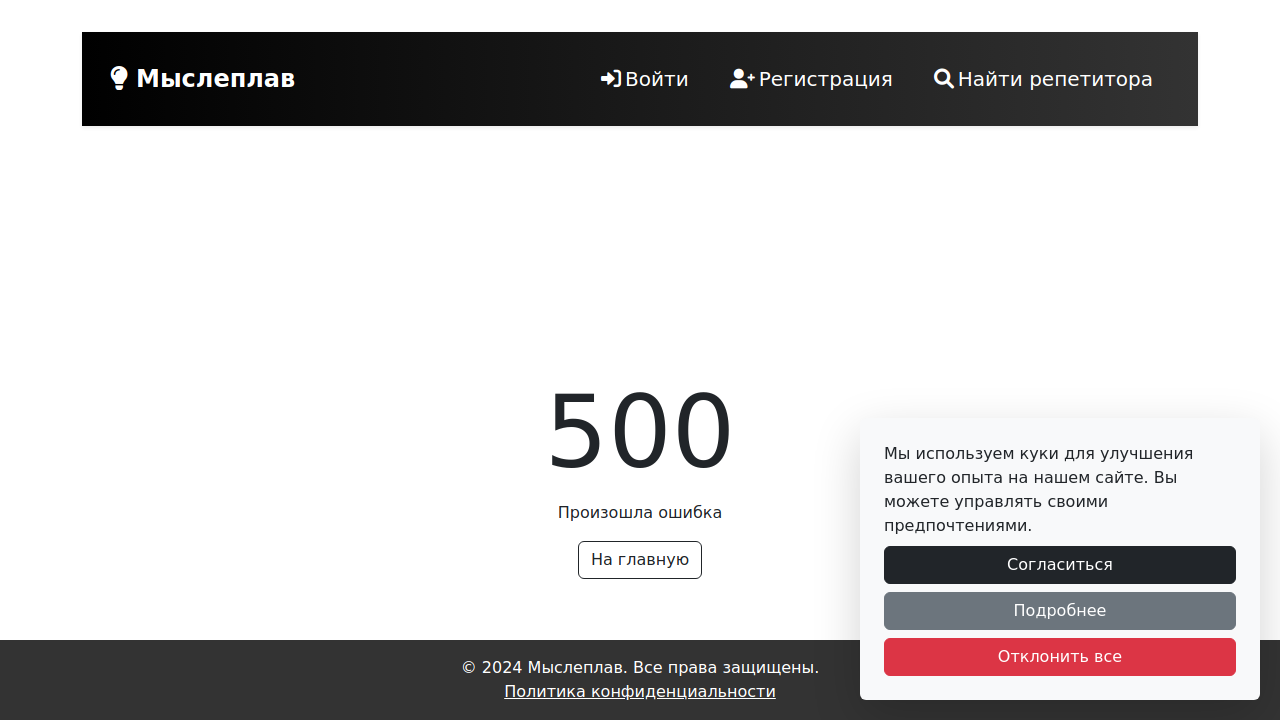 Мыслеплав
Войти
Регистрация
Найти репетитора
500
Произошла ошибка
На главную
Мы используем куки для улучшения
вашего опыта на нашем сайте. Вы
можете управлять своими
предпочтениями.
Согласиться
Подробнее
Отклонить все
© 2024 Мыслеплав. Все права защищены.
Политика конфиденциальности